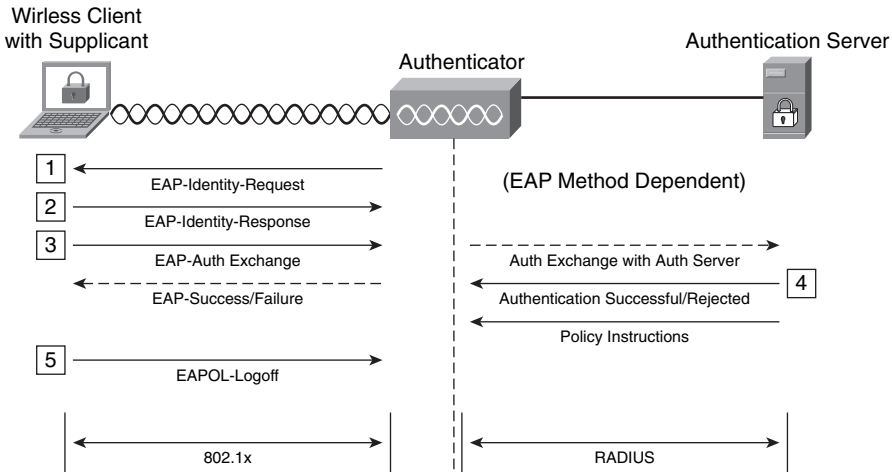 Wirless Client
with Supplicant
Authenticator
Authentication Server
1
EAP-Identity-Request
(EAP Method Dependent)
2
EAP-Identity-Response
3
EAP-Auth Exchange
Auth Exchange with Auth Server
EAP-Success/Failure
Authentication Successful/Rejected
4
Policy Instructions
5
EAPOL-Logoff
802.1x
RADIUS